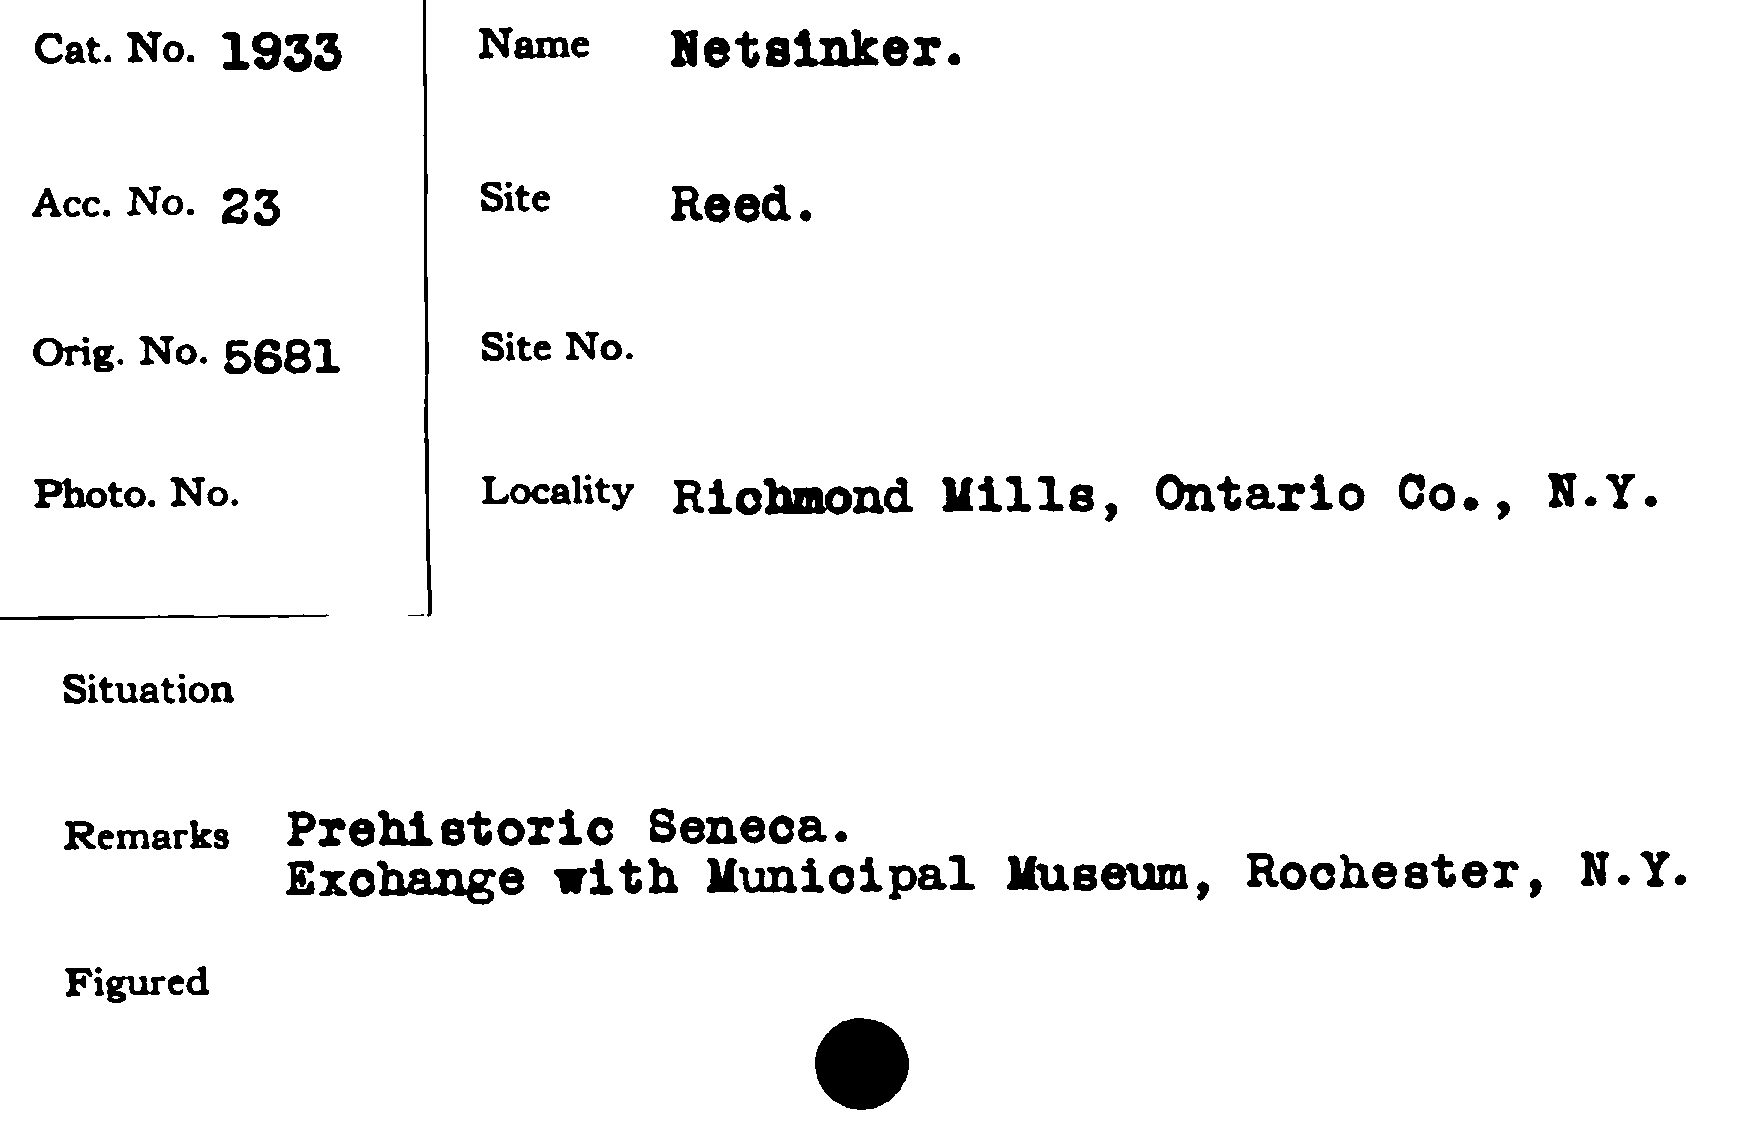 Cat. No. 1933
Name Netsinker.
Acc. No. 23
Site Reed.
Orig. No. 5681
Site No.
Photo. No.
Locality Richmond Mills, Ontario Co., N.Y.
Situation
Remarks Prehistoric Seneca.
Exchange with Municipal Museum, Rochester, N.Y.
Figured